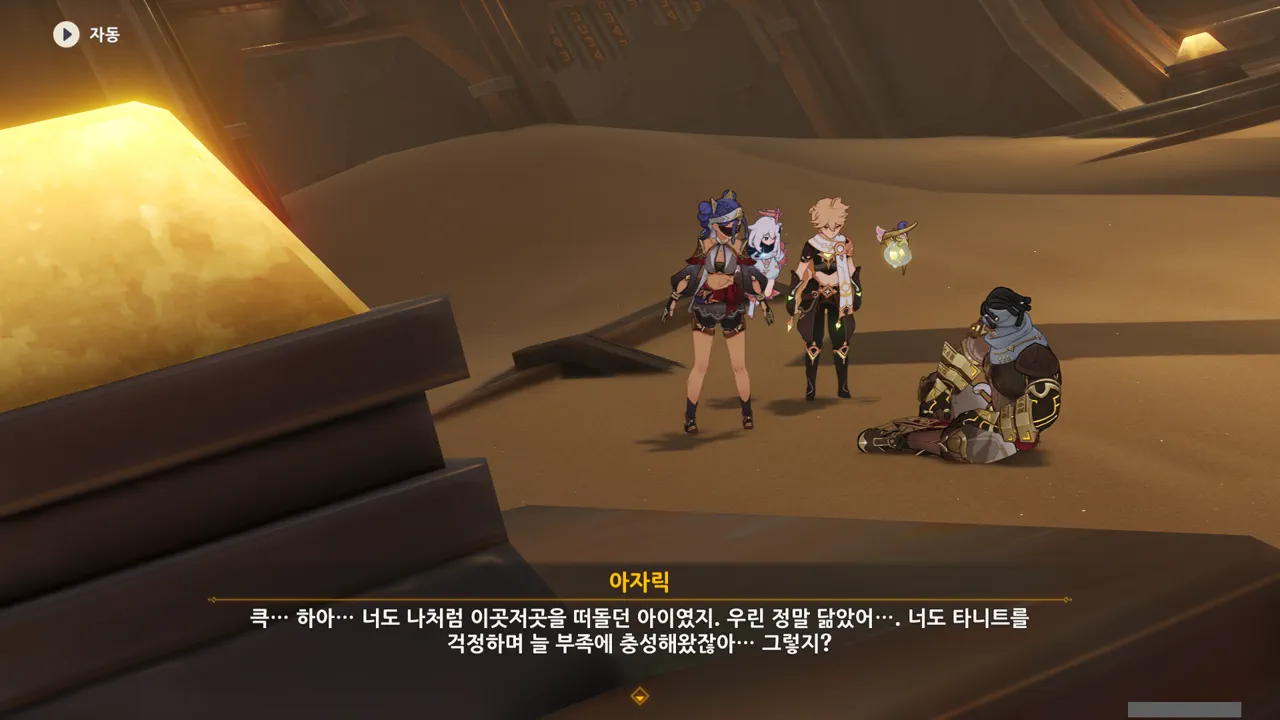 자동
아자릭
큭… 하아… 너도 나처럼 이곳저곳을 떠돌던 아이였지. 우린 정말 닮았어…. 너도 타니트를
걱정하며 늘 부족에 충성해왔잖아… 그렇지?